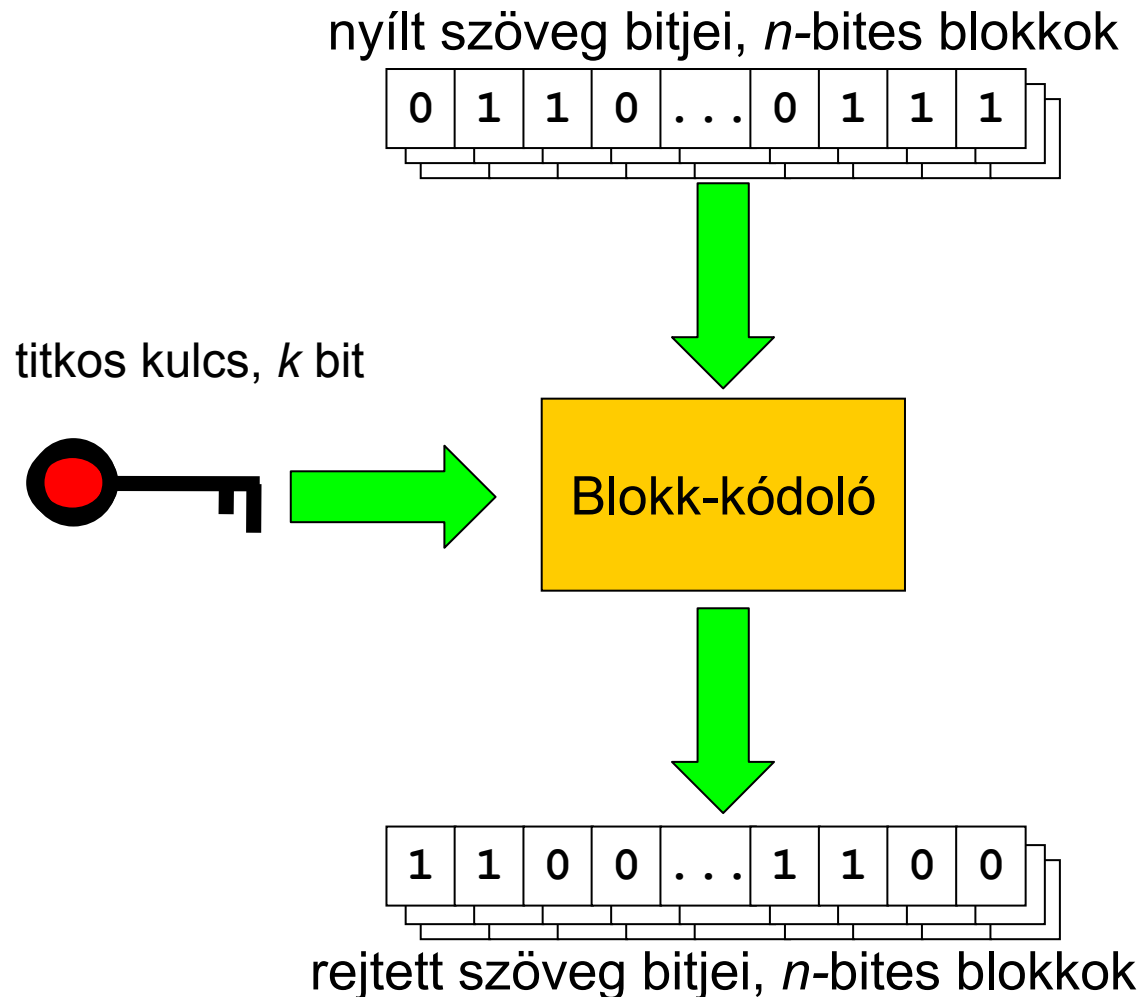 nyílt szöveg bitjei, n-bites blokkok
0 1 1 0 ... 0 1 1 1
titkos kulcs, k bit
Blokk-kódoló
1 1 0 0 ... 1 1 0 0
rejtett szöveg bitjei, n-bites blokkok